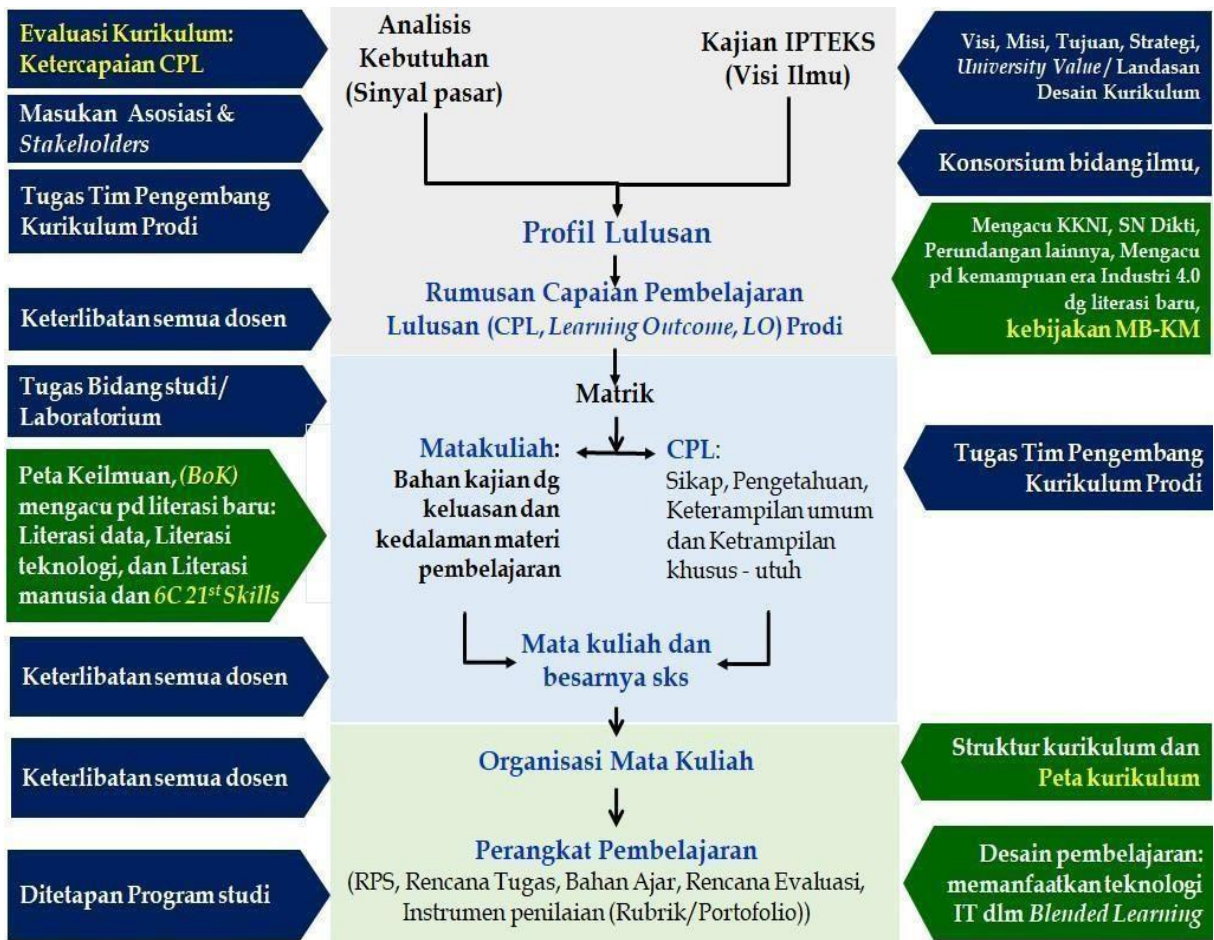 Evaluasi Kurikulum:
Ketercapaian CPL
Masukan Asosiasi &
Stakeholders
Tugas Tim Pengembang
Kurikulum Prodi
Keterlibatan semua dosen
Tugas Bidang studi/
Laboratorium
Peta Keilmuan, (BoK)
mengacu pd literasi baru:
Literasi data, Literasi
teknologi, dan Literasi
manusia dan 6C 21st Skills
Keterlibatan semua dosen
Keterlibatan semua dosen
Ditetapan Program studi
Analisis
Kebutuhan
(Sinyal pasar)
Kajian IPTEKS
(Visi Ilmu)
Profil Lulusan
Rumusan Capaian Pembelajaran
Lulusan (CPL, Learning Outcome, LO) Prodi
Matrik
Matakuliah:
Bahan kajian dg
keluasan dan
kedalaman materi
pembelajaran
CPL:
Sikap, Pengetahuan,
Keterampilan umum
dan Ketrampilan
khusus - utuh
Mata kuliah dan
besarnya sks
Organisasi Mata Kuliah
Perangkat Pembelajaran
(RPS, Rencana Tugas, Bahan Ajar, Rencana Evaluasi,
Instrumen penilaian (Rubrik/Portofolio))
Visi, Misi, Tujuan, Strategi,
University Value / Landasan
Desain Kurikulum
Konsorsium bidang ilmu,
Mengacu KKNI, SN Dikti,
Perundangan lainnya, Mengacu
pd kemampuan era Industri 4.0
dg literasi baru,
kebijakan MB-KM
Tugas Tim Pengembang
Kurikulum Prodi
Struktur kurikulum dan
Peta kurikulum
Desain pembelajaran:
memanfaatkan teknologi
IT dlm Blended Learning